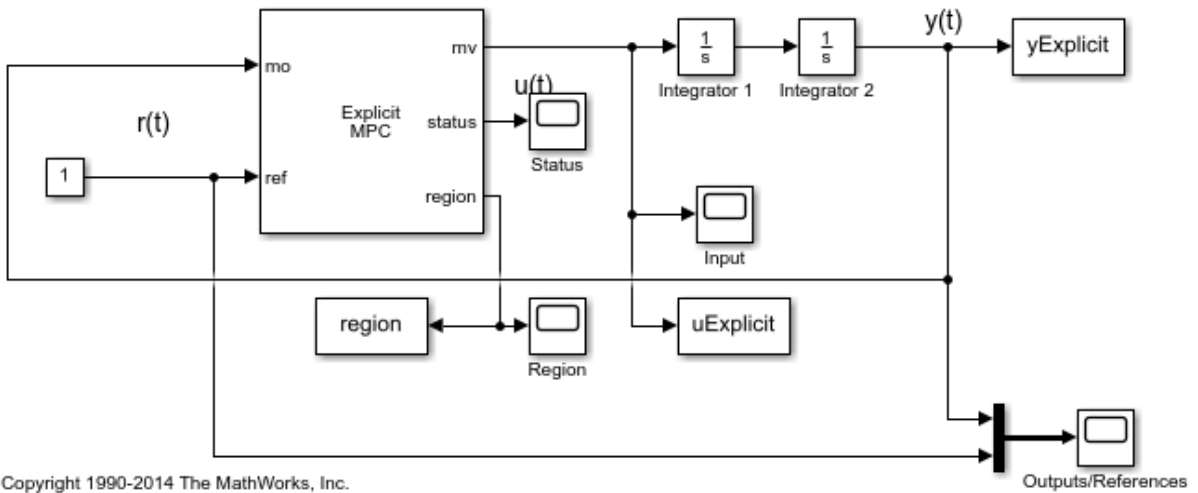 y(t)
mv
1
s
1
s
yExplicit
mo
Integrator 1
Integrator 2
u(t)
r(t)
Explicit
MPC
status
Status
1
ref
region
Input
region
uExplicit
Region
Copyright 1990-2014 The MathWorks, Inc.
Outputs/References